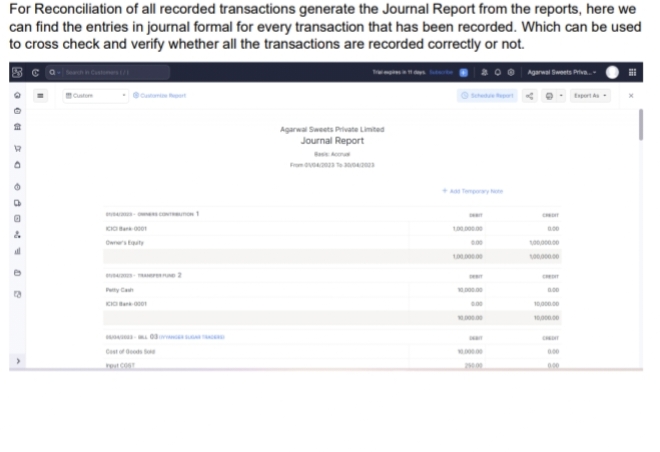 For Reconciliation of all recorded transactions generate the Journal Report from the reports, here we
can find the entries in journal formal for every transaction that has been recorded. Which can be used
to cross check and verify whether all the transactions are recorded correctly or not.
Search in Customers ( / )
Trial expires in 11 days. Subscribe
Agarwal Sweets Priva...
Custom
Customize Report
Schedule Report
Export As
Agarwal Sweets Private Limited
Journal Report
Basis: Accrual
From 01/04/2023 To 30/04/2023
+ Add Temporary Note
01/04/2023 - OWNERS CONTRIBUTION 1 DEBIT CREDIT
ICICI Bank-0001 1,00,000.00 0.00
Owner's Equity 0.00 1,00,000.00
1,00,000.00 1,00,000.00
01/04/2023 - TRANSFER FUND 2 DEBIT CREDIT
Petty Cash 10,000.00 0.00
ICICI Bank-0001 0.00 10,000.00
10,000.00 10,000.00
BILL 03 SUGAR TRADERS DEBIT CREDIT
Cost of Goods Sold 10,000.00 0.00
Input CGST 250.00 0.00